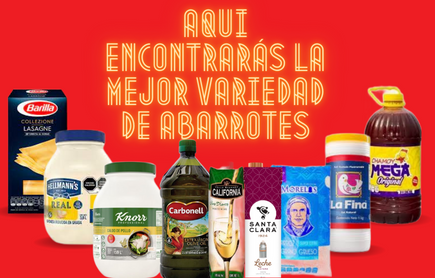 AQUI
ENCONTRARÁS LA
MEJOR VARIEDAD
DE ABARROTES
Barilla
COLLEZIONE
LASAGNE
HELLMANN'S
REAL
Knorr
Carbonell
CALIFORNIA
SANTA
CLARA
Leche
MORELOS
La Fina
CHAMOY
MEGA
Original